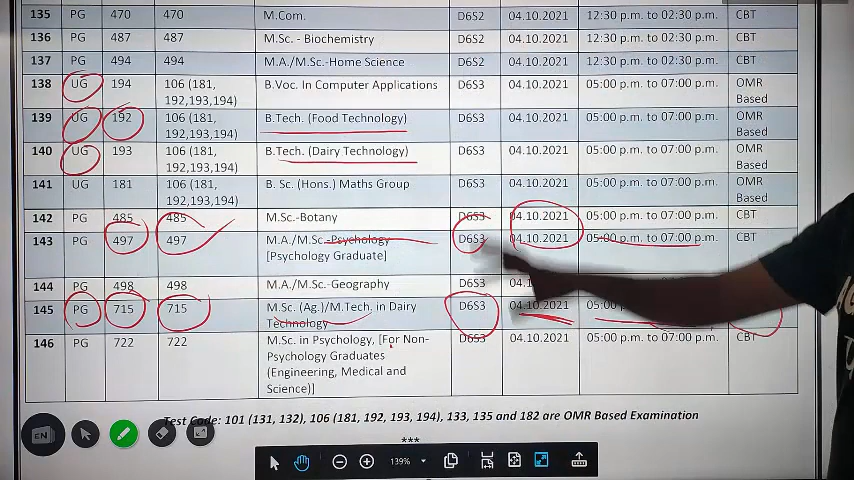 135 PG 470 470 M.Com. D6S2 04.10.2021 12:30 p.m. to 02:30 p.m. CBT
136 PG 487 487 M.Sc. - Biochemistry D6S2 04.10.2021 12:30 p.m. to 02:30 p.m. CBT
137 PG 494 494 M.A./M.Sc.-Home Science D6S2 04.10.2021 12:30 p.m. to 02:30 p.m. CBT
138 UG 194 106 (181, B.Voc. In Computer Applications D6S3 04.10.2021 05:00 p.m. to 07:00 p.m. OMR
192,193,194) Based
139 UG 192 106 (181, B.Tech. (Food Technology) D6S3 04.10.2021 05:00 p.m. to 07:00 p.m. OMR
192,193,194) Based
140 UG 193 106 (181, B.Tech. (Dairy Technology) D6S3 04.10.2021 05:00 p.m. to 07:00 p.m. OMR
192,193,194) Based
141 UG 181 106 (181, B. Sc. (Hons.) Maths Group D6S3 04.10.2021 05:00 p.m. to 07:00 p.m. OMR
192,193,194) Based
142 PG 485 485 M.Sc.-Botany D6S3 04.10.2021 05:00 p.m. to 07:00 p.m. CBT
143 PG 497 497 M.A./M.Sc.-Psychology D6S3 04.10.2021 05:00 p.m. to 07:00 p.m. CBT
[Psychology Graduate]
144 PG 498 498 M.A./M.Sc.-Geography D6S3
145 PG 715 715 M.Sc. (Ag.)/M.Tech. in Dairy D6S3 04.10.2021
Technology
146 PG 722 722 M.Sc. in Psychology, [For Non- D6S3 04.10.2021 05:00 p.m. to 07:00 p.m. CBT
Psychology Graduates
(Engineering, Medical and
Science)]
Test Code: 101 (131, 132), 106 (181, 192, 193, 194), 133, 135 and 182 are OMR Based Examination
***
EN
139%